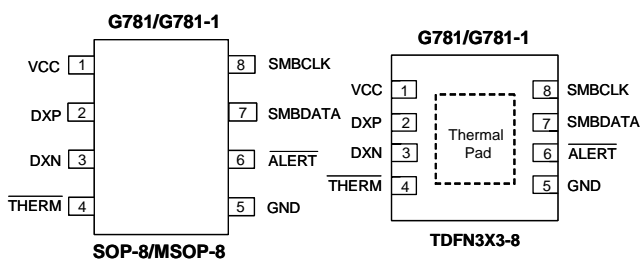 G781/G781-1
VCC 1 8 SMBCLK
DXP 2 7 SMBDATA
DXN 3 6 ALERT
THERM 4 5 GND
SOP-8/MSOP-8
G781/G781-1
VCC 1 8 SMBCLK
DXP 2 7 SMBDATA
DXN 3 6 ALERT
THERM 4 5 GND
Thermal
Pad
TDFN3X3-8